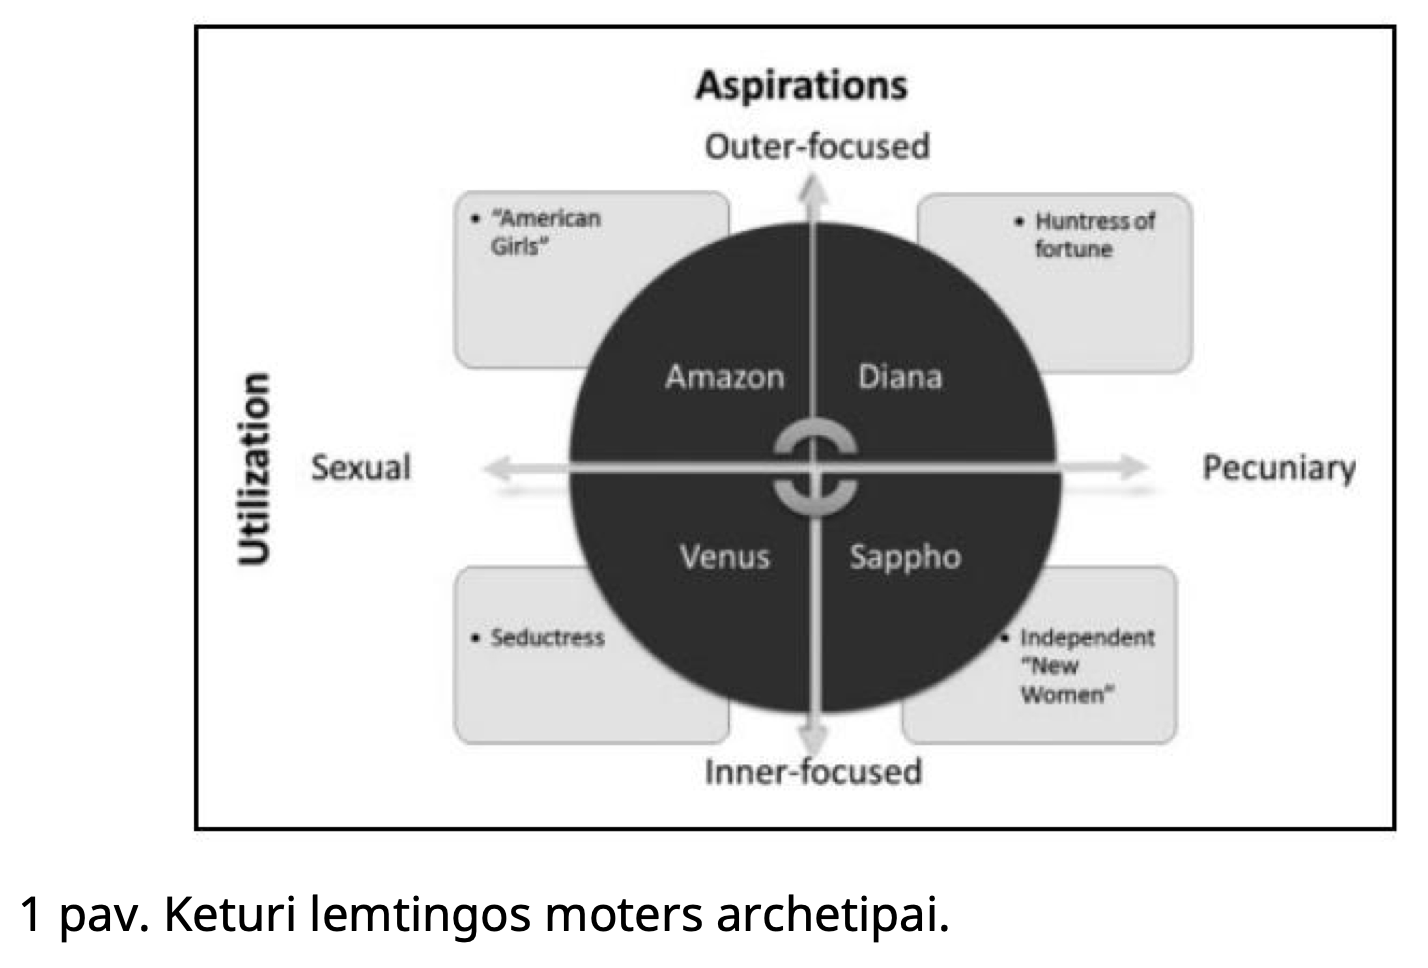 Aspirations
Outer-focused
• "American
Girls"
• Huntress of
fortune
Amazon
Diana
Utilization
Sexual
Pecuniary
Venus
Sappho
• Seductress
• Independent
"New
Women"
Inner-focused
1 pav. Keturi lemtingos moters archetipai.